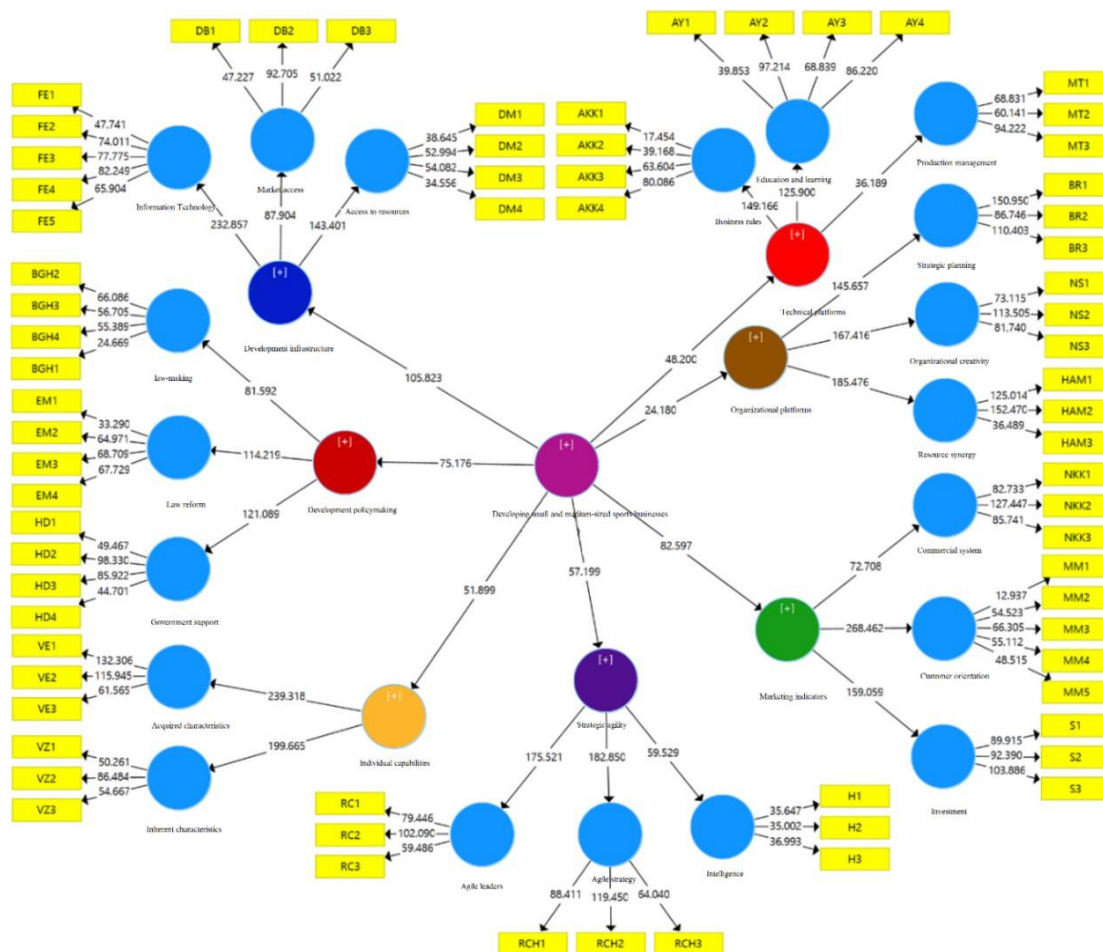 DB1 DB2 DB3
47.227 92.705 51.022
Market access
FE1
FE2
FE3
FE4
FE5
47.741
74.011
77.775
82.249
65.904
Information Technology
DM1
DM2
DM3
DM4
38.645
52.994
54.082
34.556
Access to resources
232.857 87.904 143.401
[+]
Development infrastructure
AY1 AY2 AY3 AY4
39.853 97.214 68.839 86.220
Education and learning
AKK1
AKK2
AKK3
AKK4
17.454
39.168
63.604
80.086
Business rules
149.166 125.900 36.189
[+]
Technical platforms
MT1
MT2
MT3
68.831
60.141
94.222
Production management
BR1
BR2
BR3
150.950
86.746
110.403
Strategic planning
NS1
NS2
NS3
73.115
113.505
81.740
Organizational creativity
HAM1
HAM2
HAM3
125.014
152.470
36.489
Resource synergy
145.657
167.416
185.476
[+]
Organizational platforms
BGH2
BGH3
BGH4
BGH1
66.086
56.705
55.389
24.669
law-making
EM1
EM2
EM3
EM4
33.290
64.971
68.709
67.729
Law reform
HD1
HD2
HD3
HD4
49.467
98.330
85.922
44.701
Government support
81.592
114.219
121.089
[+]
Development policymaking
105.823
48.200
24.180
75.176
[+]
Developing small and medium-sized sports businesses
82.597
57.199
51.899
NKK1
NKK2
NKK3
82.733
127.447
85.741
Commercial system
MM1
MM2
MM3
MM4
MM5
12.937
54.523
66.305
55.112
48.515
Customer orientation
S1
S2
S3
89.915
92.390
103.886
Investment
72.708
268.462
159.059
[+]
Marketing indicators
VE1
VE2
VE3
132.306
115.945
61.565
Acquired characteristics
VZ1
VZ2
VZ3
50.261
86.484
54.667
Inherent characteristics
239.318
199.665
[+]
Individual capabilities
[+]
Strategic agility
175.521 182.850 59.529
RC1
RC2
RC3
79.446
102.090
59.486
Agile leaders
Agile strategy
88.411 119.450 64.040
RCH1 RCH2 RCH3
H1
H2
H3
35.647
35.002
36.993
Intelligence